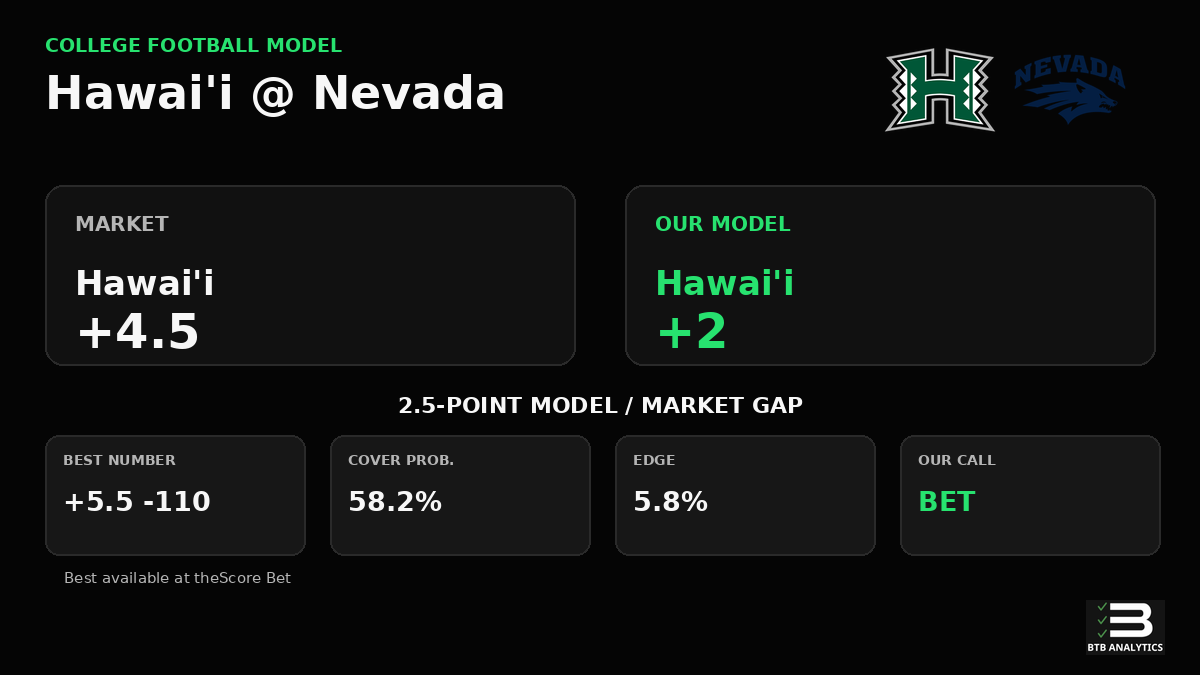 COLLEGE FOOTBALL MODEL
Hawai'i @ Nevada
H
NEVADA
MARKET
Hawai'i
+4.5
OUR MODEL
Hawai'i
+2
2.5-POINT MODEL / MARKET GAP
BEST NUMBER
+5.5 -110
COVER PROB.
58.2%
EDGE
5.8%
OUR CALL
BET
Best available at theScore Bet
B
BTB ANALYTICS